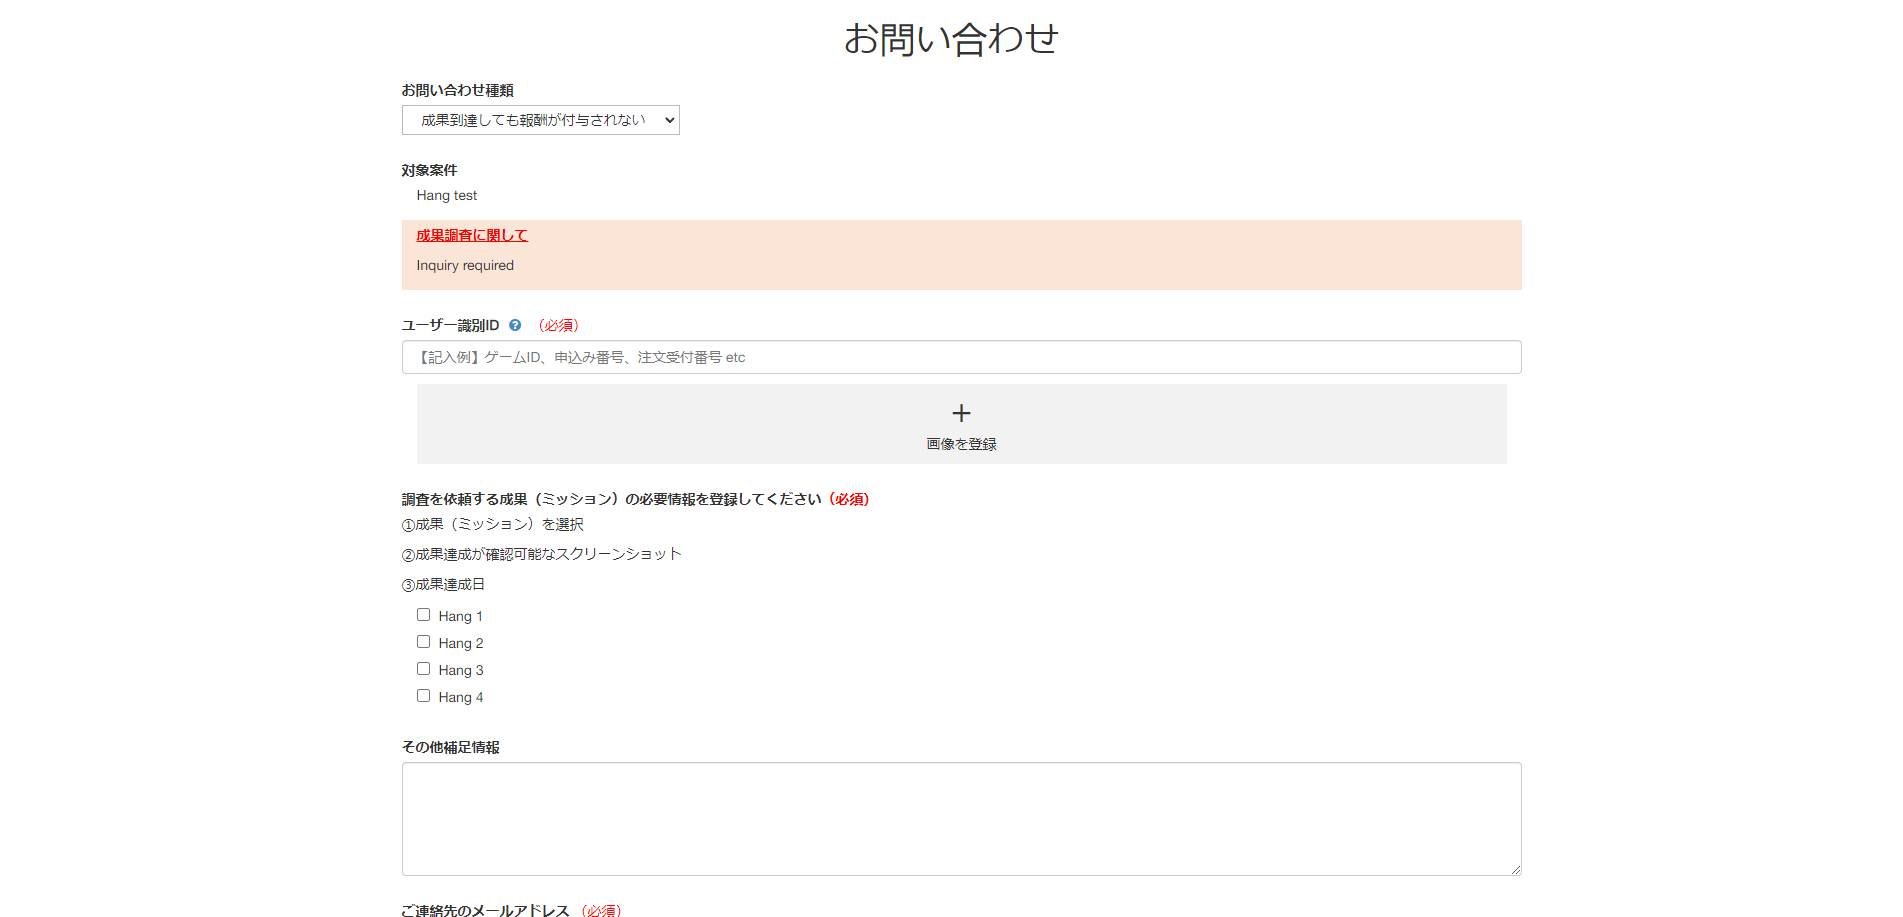 お問い合わせ
お問い合わせ種類
成果到達しても報酬が付与されない
対象案件
Hang test
成果調査に関して
Inquiry required
ユーザー識別ID ? （必須）
【記入例】ゲームID、申込み番号、注文受付番号 etc
+
画像を登録
調査を依頼する成果（ミッション）の必要情報を登録してください（必須）
①成果（ミッション）を選択
②成果達成が確認可能なスクリーンショット
③成果達成日
Hang 1
Hang 2
Hang 3
Hang 4
その他補足情報
ご連絡先のメールアドレス （必須）